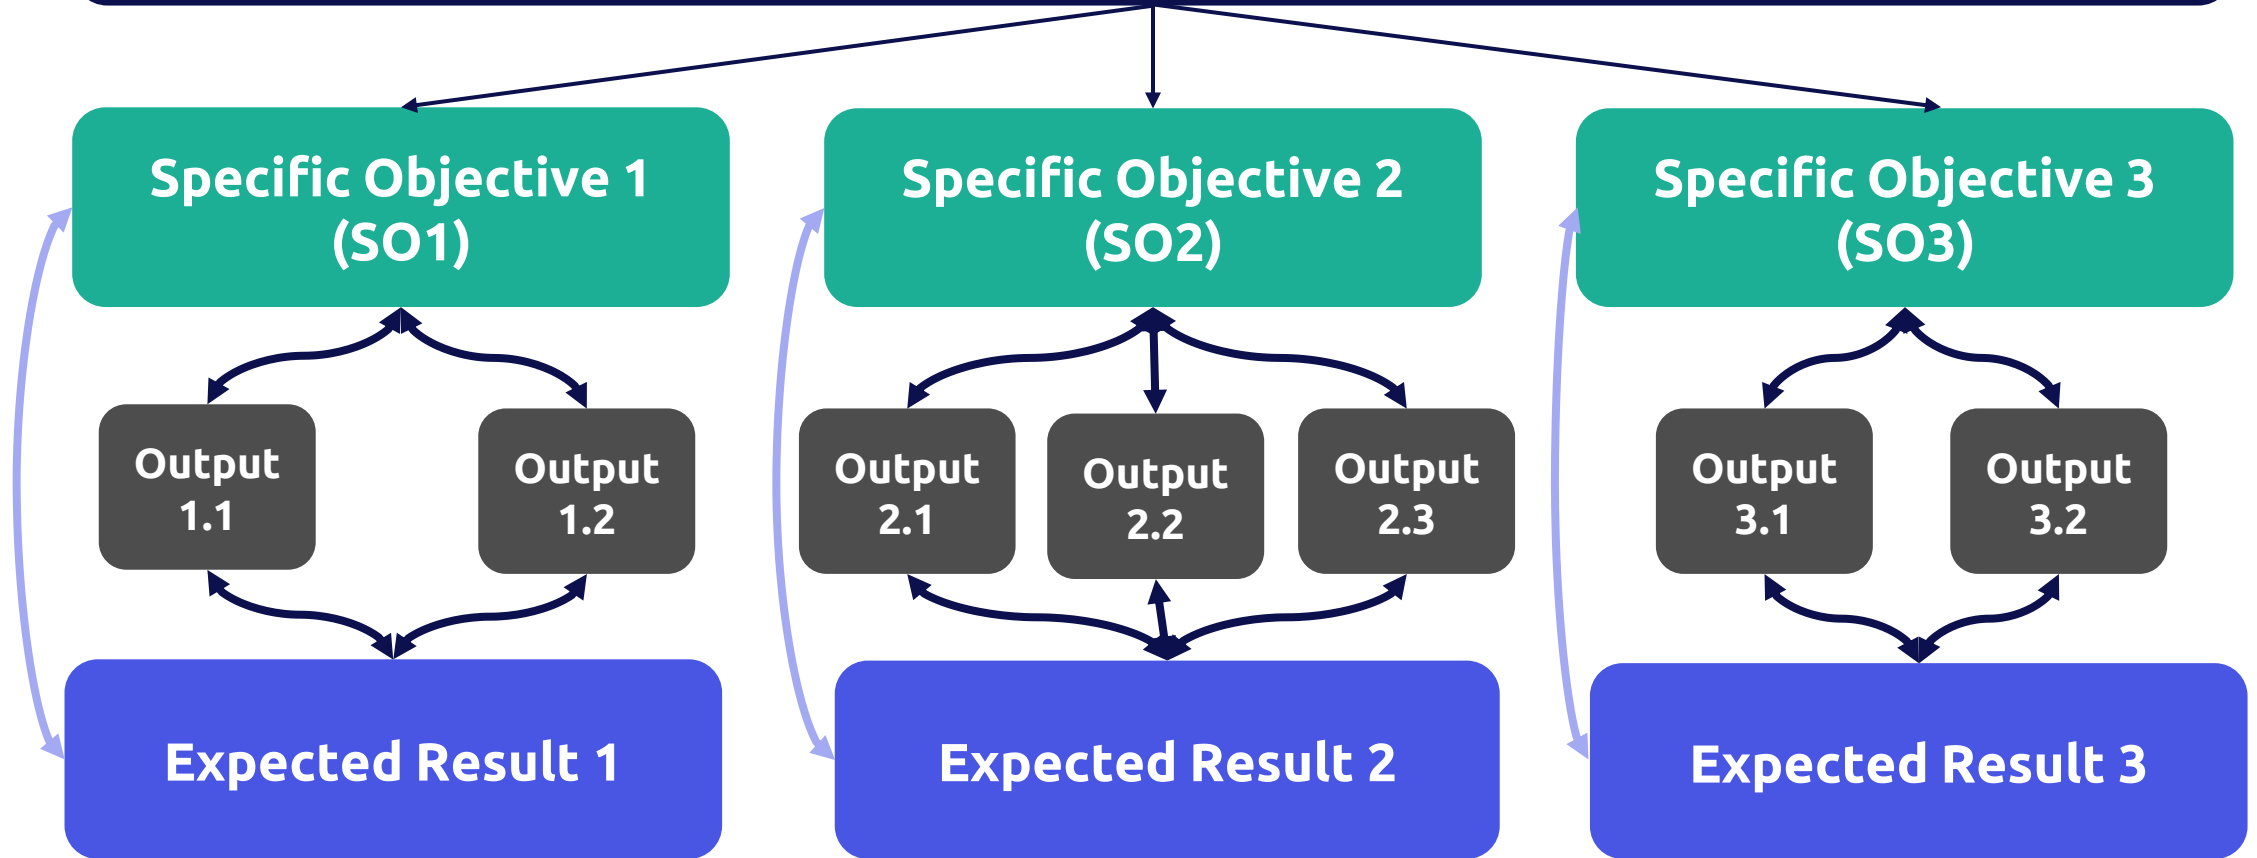 Specific Objective 1
(SO1)
Specific Objective 2
(SO2)
Specific Objective 3
(SO3)
Output
1.1
Output
1.2
Output
2.1
Output
2.2
Output
2.3
Output
3.1
Output
3.2
Expected Result 1
Expected Result 2
Expected Result 3